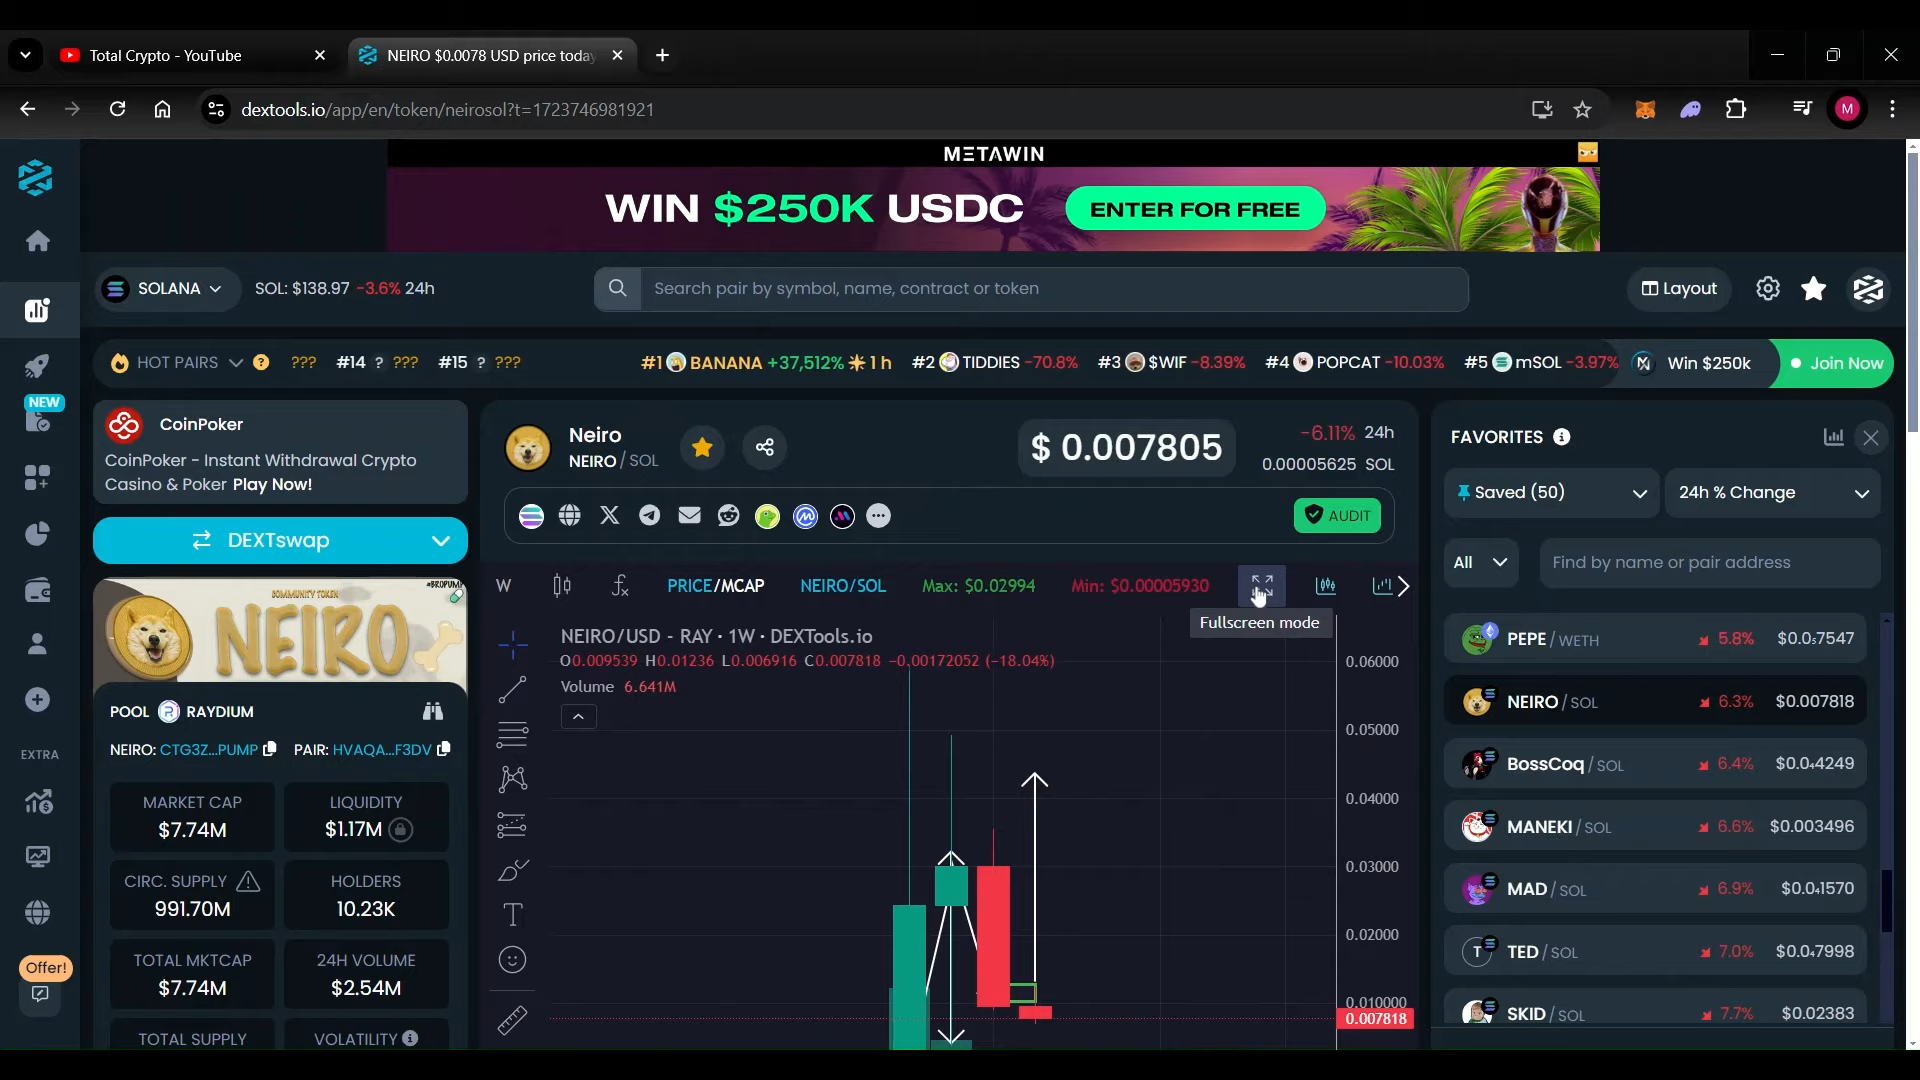 Total Crypto - YouTube
NEIRO $0.0078 USD price today
dextools.io/app/en/token/neirosol?t=1723746981921
M
METAWIN
WIN $250K USDC
ENTER FOR FREE
SOLANA
SOL: $138.97 -3.6% 24h
Search pair by symbol, name, contract or token
Layout
HOT PAIRS ? ??? #14 ? ??? #15 ? ???
#1 BANANA +37,512% 1 h #2 TIDDIES -70.8% #3 $WIF -8.39% #4 POPCAT -10.03% #5 mSOL -3.97%
Win $250k
Join Now
NEW
EXTRA
Offer!
CoinPoker
CoinPoker - Instant Withdrawal Crypto
Casino & Poker Play Now!
DEXTswap
#BROPUMP
COMMUNITY TOKEN
NEIRO
POOL RAYDIUM
NEIRO: CTG3Z...PUMP PAIR: HVAQA...F3DV
MARKET CAP
$7.74M
LIQUIDITY
$1.17M
CIRC. SUPPLY
991.70M
HOLDERS
10.23K
TOTAL MKTCAP
$7.74M
24H VOLUME
$2.54M
TOTAL SUPPLY
VOLATILITY
Neiro
NEIRO / SOL
$ 0.007805
-6.11% 24h
0.00005625 SOL
AUDIT
W PRICE/MCAP NEIRO/SOL Max: $0.02994 Min: $0.00005930
Fullscreen mode
NEIRO/USD - RAY · 1W · DEXTools.io
O0.009539 H0.01236 L0.006916 C0.007818 -0.00172052 (-18.04%)
Volume 6.641M
0.06000
0.05000
0.04000
0.03000
0.02000
0.010000
0.007818
FAVORITES
Saved (50)
24h % Change
All
Find by name or pair address
PEPE / WETH 5.8% $0.0₅7547
NEIRO / SOL 6.3% $0.007818
BossCoq / SOL 6.4% $0.0₄4249
MANEKI / SOL 6.6% $0.003496
MAD / SOL 6.9% $0.0₄1570
T TED / SOL 7.0% $0.0₄7998
SKID / SOL 7.7% $0.02383